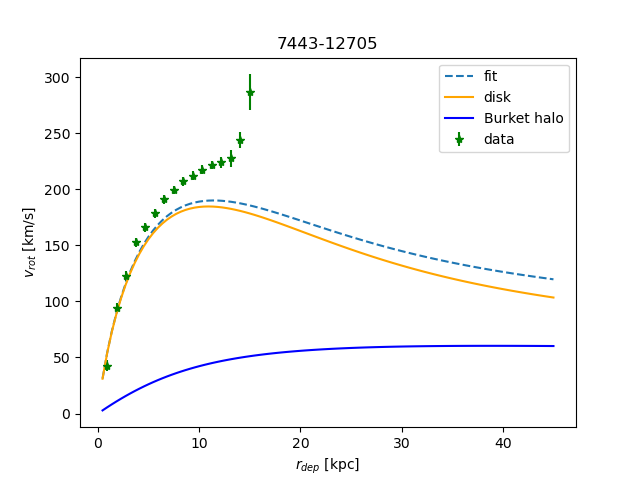 7443-12705
300
250
200
150
100
50
0
v_rot [km/s]
fit
disk
Burket halo
data
0 10 20 30 40
r_dep [kpc]